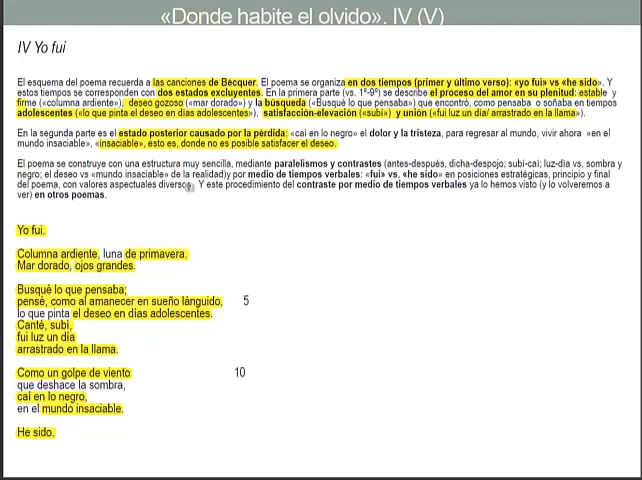 «Donde habite el olvido». IV (V)
IV Yo fui
El esquema del poema recuerda a las canciones de Bécquer. El poema se organiza en dos tiempos (primer y último verso): «yo fui» vs «he sido». Y
estos tiempos se corresponden con dos estados excluyentes. En la primera parte (vs. 1º-9º) se describe el proceso del amor en su plenitud: estable y
firme («columna ardiente»), deseo gozoso («mar dorado») y la búsqueda («Busqué lo que pensaba») que encontró, como pensaba o soñaba en tiempos
adolescentes («lo que pinta el deseo en días adolescentes»), satisfacción-elevación («subí») y unión («fui luz un día/ arrastrado en la llama»).
En la segunda parte es el estado posterior causado por la pérdida: «caí en lo negro» el dolor y la tristeza, para regresar al mundo, vivir ahora «en el
mundo insaciable», «insaciable», esto es, donde no es posible satisfacer el deseo.
El poema se construye con una estructura muy sencilla, mediante paralelismos y contrastes (antes-después, dicha-despojo; subí-caí; luz-día vs. sombra y
negro; el deseo vs «mundo insaciable» de la realidad)y por medio de tiempos verbales: «fui» vs. «he sido» en posiciones estratégicas, principio y final
del poema, con valores aspectuales diversos. Y este procedimiento del contraste por medio de tiempos verbales ya lo hemos visto (y lo volveremos a
ver) en otros poemas.
Yo fui.
Columna ardiente, luna de primavera.
Mar dorado, ojos grandes.
Busqué lo que pensaba;
pensé, como al amanecer en sueño lánguido, 5
lo que pinta el deseo en días adolescentes.
Canté, subí,
fui luz un día
arrastrado en la llama.
Como un golpe de viento 10
que deshace la sombra,
caí en lo negro,
en el mundo insaciable.
He sido.